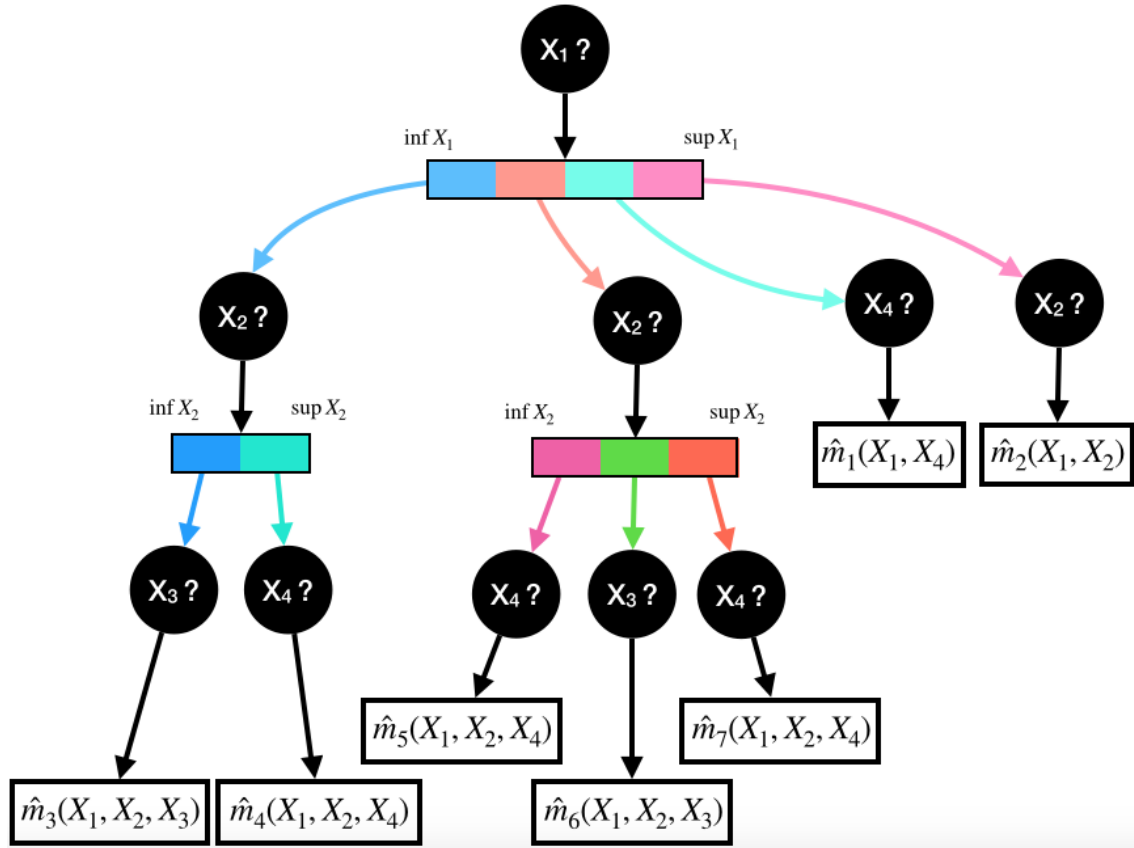 X₁ ?
inf X₁
sup X₁
X₂ ?
X₂ ?
X₄ ?
X₂ ?
inf X₂
sup X₂
inf X₂
sup X₂
m̂₁(X₁, X₄)
m̂₂(X₁, X₂)
X₃ ?
X₄ ?
X₄ ?
X₃ ?
X₄ ?
m̂₅(X₁, X₂, X₄)
m̂₇(X₁, X₂, X₄)
m̂₃(X₁, X₂, X₃)
m̂₄(X₁, X₂, X₄)
m̂₆(X₁, X₂, X₃)